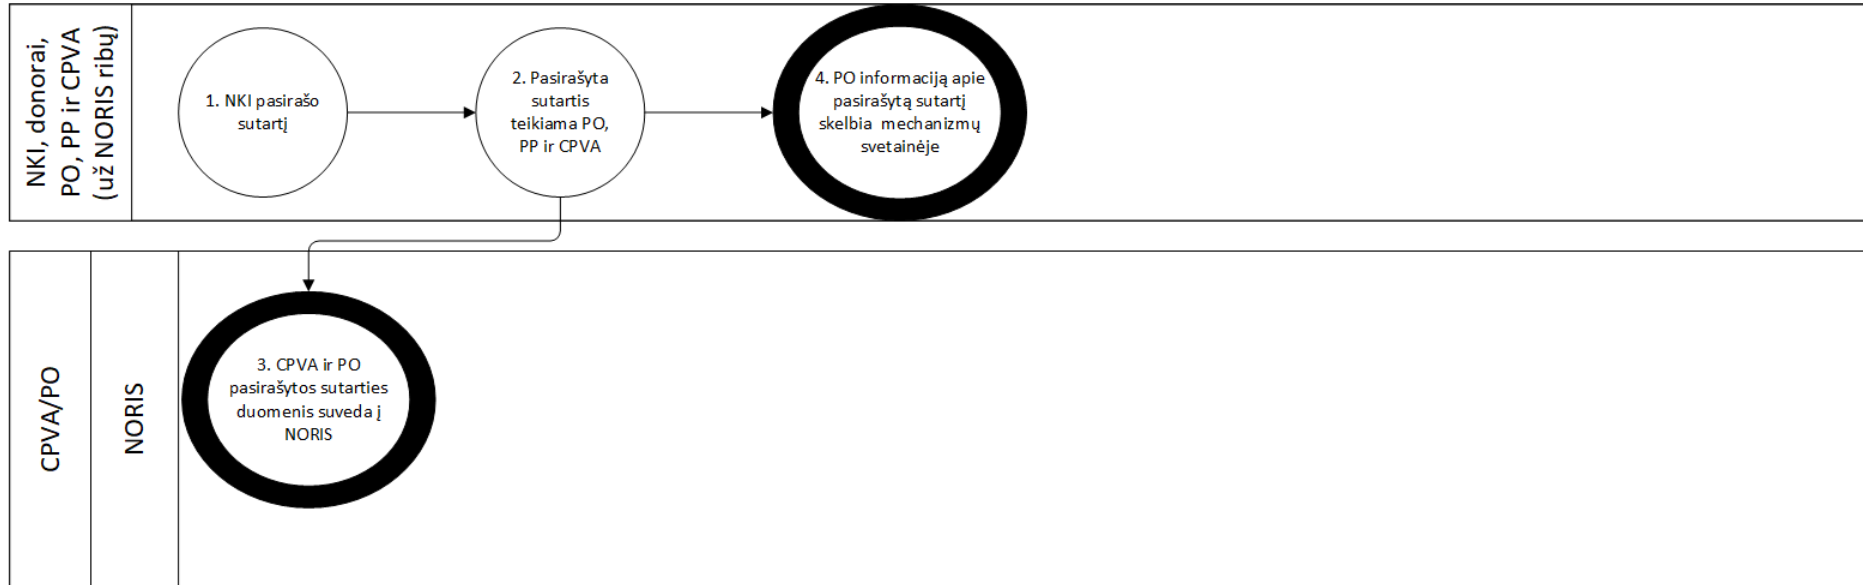 NKI, donorai,
PO, PP ir CPVA
(už NORIS ribų)
1. NKI pasirašo
sutartį
2. Pasirašyta
sutartis
teikiama PO,
PP ir CPVA
4. PO informaciją apie
pasirašytą sutartį
skelbia mechanizmų
svetainėje
CPVA/PO
NORIS
3. CPVA ir PO
pasirašytos sutarties
duomenis suveda į
NORIS